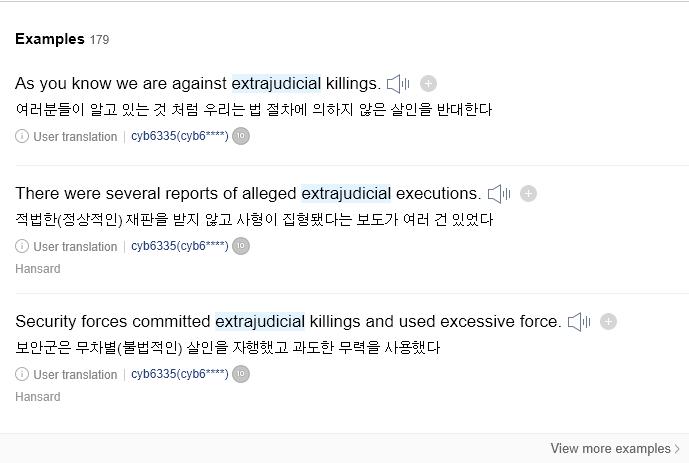 Examples 179
As you know we are against extrajudicial killings.
여러분들이 알고 있는 것 처럼 우리는 법 절차에 의하지 않은 살인을 반대한다
User translation | cyb6335(cyb6****) 10
There were several reports of alleged extrajudicial executions.
적법한(정상적인) 재판을 받지 않고 사형이 집형됐다는 보도가 여러 건 있었다
User translation | cyb6335(cyb6****) 10
Hansard
Security forces committed extrajudicial killings and used excessive force.
보안군은 무차별(불법적인) 살인을 자행했고 과도한 무력을 사용했다
User translation | cyb6335(cyb6****) 10
Hansard
View more examples >